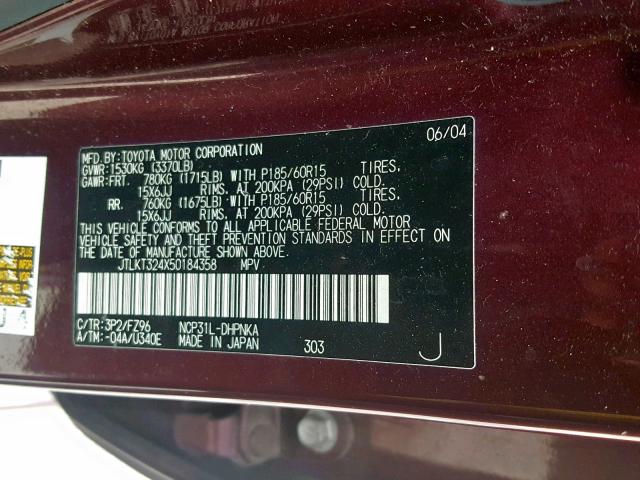 06/04
MFD.BY:TOYOTA MOTOR CORPORATION
GVWR:1530KG (3370LB)
GAWR:FRT. 780KG (1715LB) WITH P185/60R15 TIRES,
15X6JJ RIMS, AT 200KPA (29PSI) COLD.
RR. 760KG (1675LB) WITH P185/60R15 TIRES,
15X6JJ RIMS, AT 200KPA (29PSI) COLD.
THIS VEHICLE CONFORMS TO ALL APPLICABLE FEDERAL MOTOR
VEHICLE SAFETY AND THEFT PREVENTION STANDARDS IN EFFECT ON
THE DATE OF MANUFACTURE SHOWN ABOVE.
JTLKT324X50184358 MPV
C/TR:3P2/FZ96 NCP31L-DHPNKA
A/TM:-04A/U340E MADE IN JAPAN 303 J